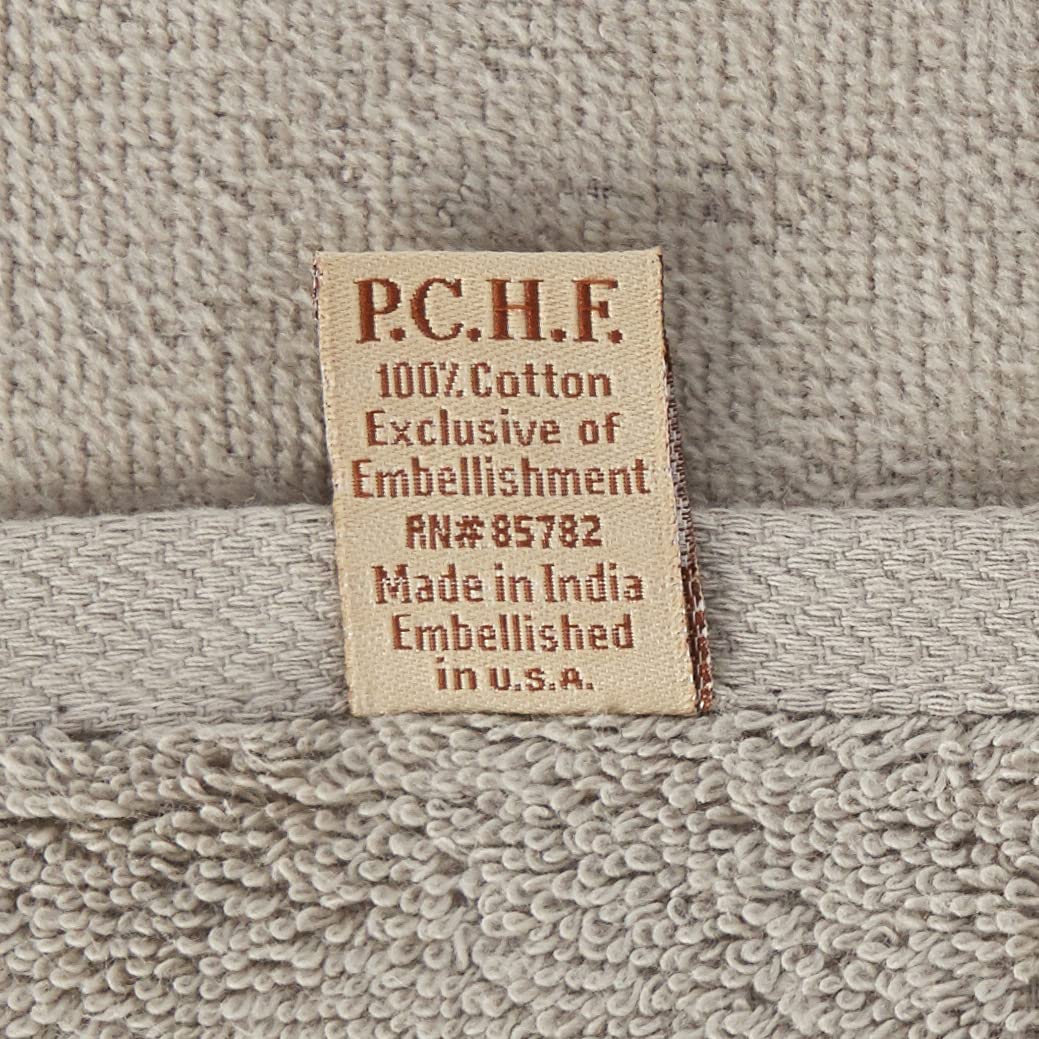 P.C.H.F.
100% Cotton
Exclusive of
Embellishment
RN# 85782
Made in India
Embellished
in U.S.A.